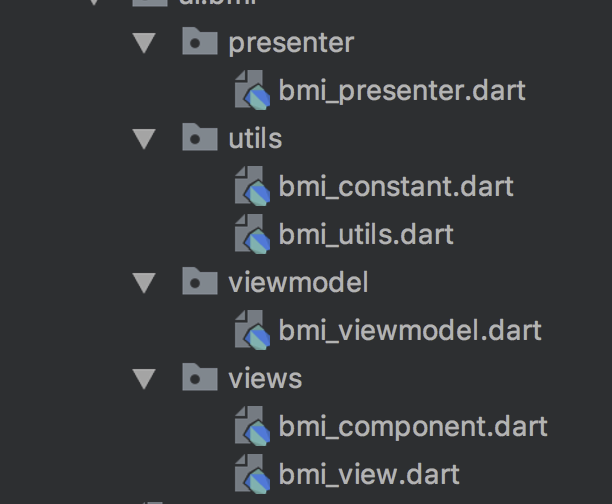 presenter
bmi_presenter.dart
utils
bmi_constant.dart
bmi_utils.dart
viewmodel
bmi_viewmodel.dart
views
bmi_component.dart
bmi_view.dart